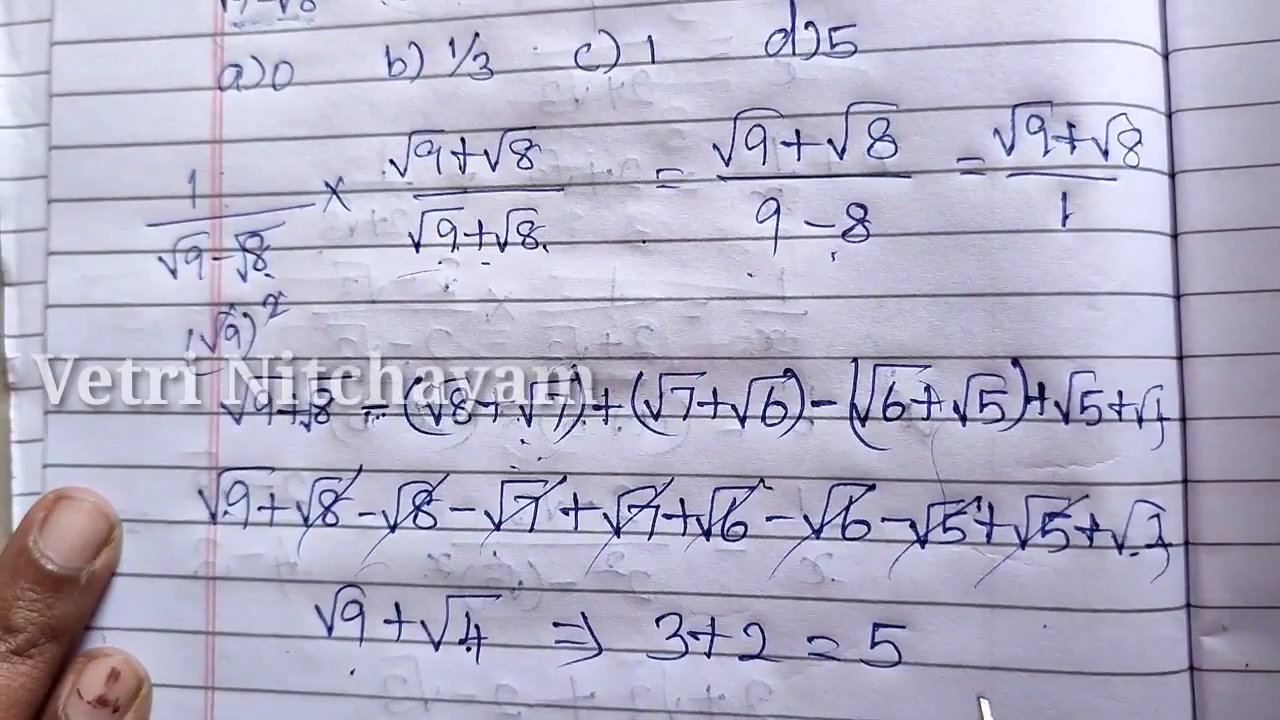 a) 0 b) 1/3 c) 1 d) 5
1/(√9-√8) × (√9+√8)/(√9+√8) = (√9+√8)/(9-8) = (√9+√8)/1
(√9)²
Vetri Nitchayam
√9+√8 - (√8+√7) + (√7+√6) - (√6+√5) + √5+√4
√9+√8-√8-√7+√7+√6-√6-√5+√5+√4
√9+√4 ⇒ 3+2=5